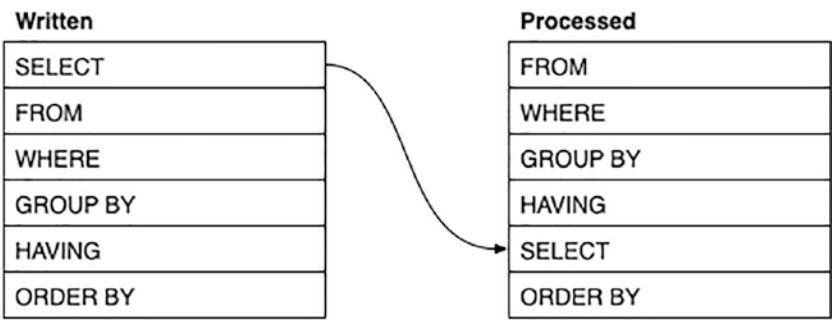 Written
SELECT
FROM
WHERE
GROUP BY
HAVING
ORDER BY
Processed
FROM
WHERE
GROUP BY
HAVING
SELECT
ORDER BY